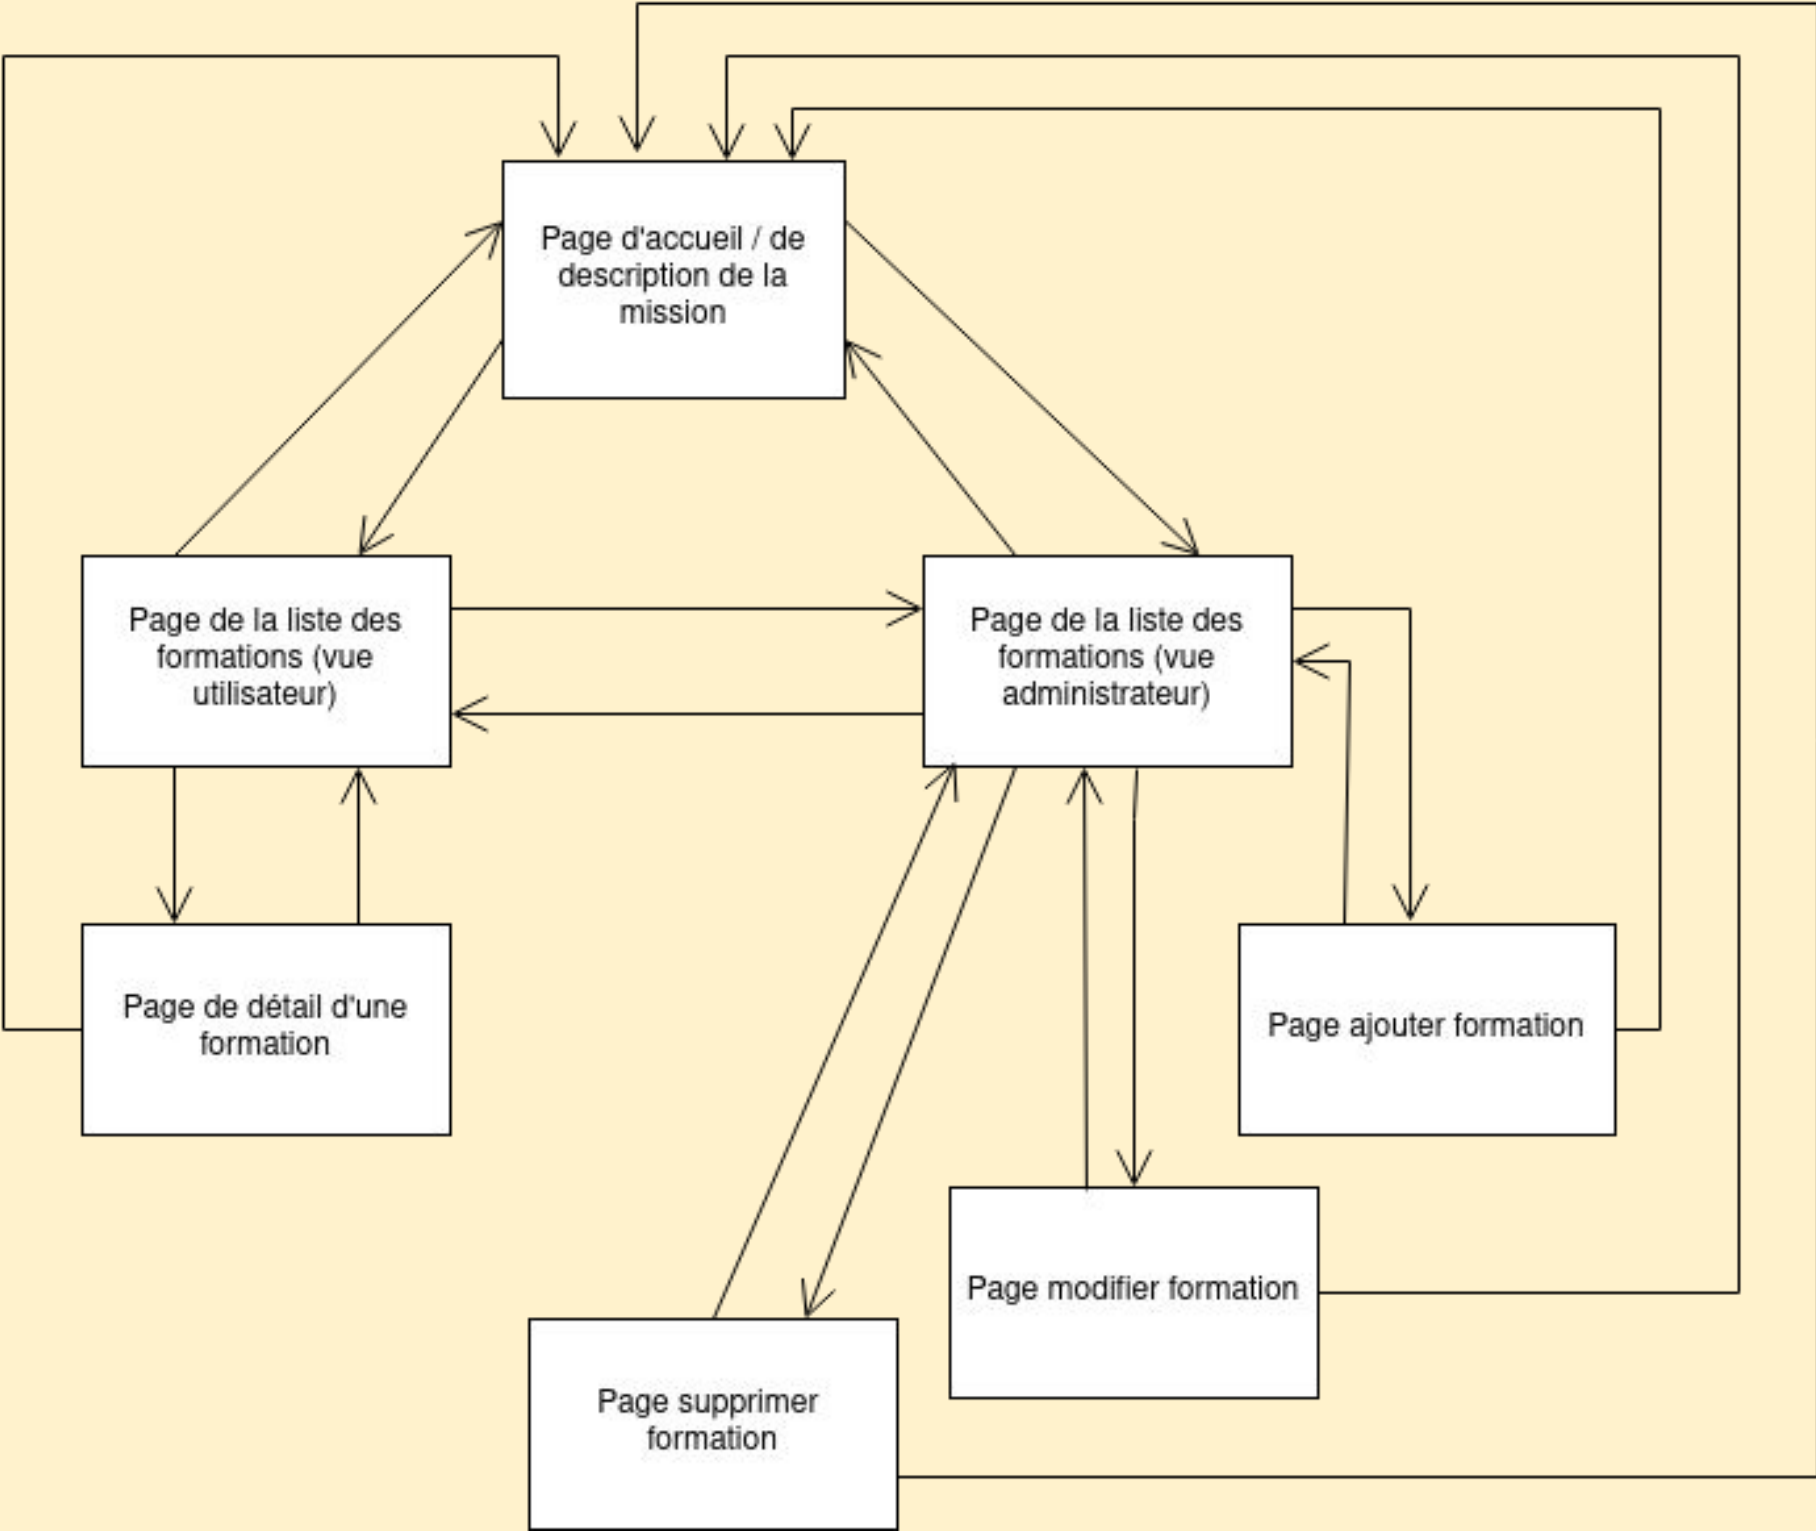 Page d'accueil / de
description de la
mission
Page de la liste des
formations (vue
utilisateur)
Page de la liste des
formations (vue
administrateur)
Page de détail d'une
formation
Page ajouter formation
Page modifier formation
Page supprimer
formation